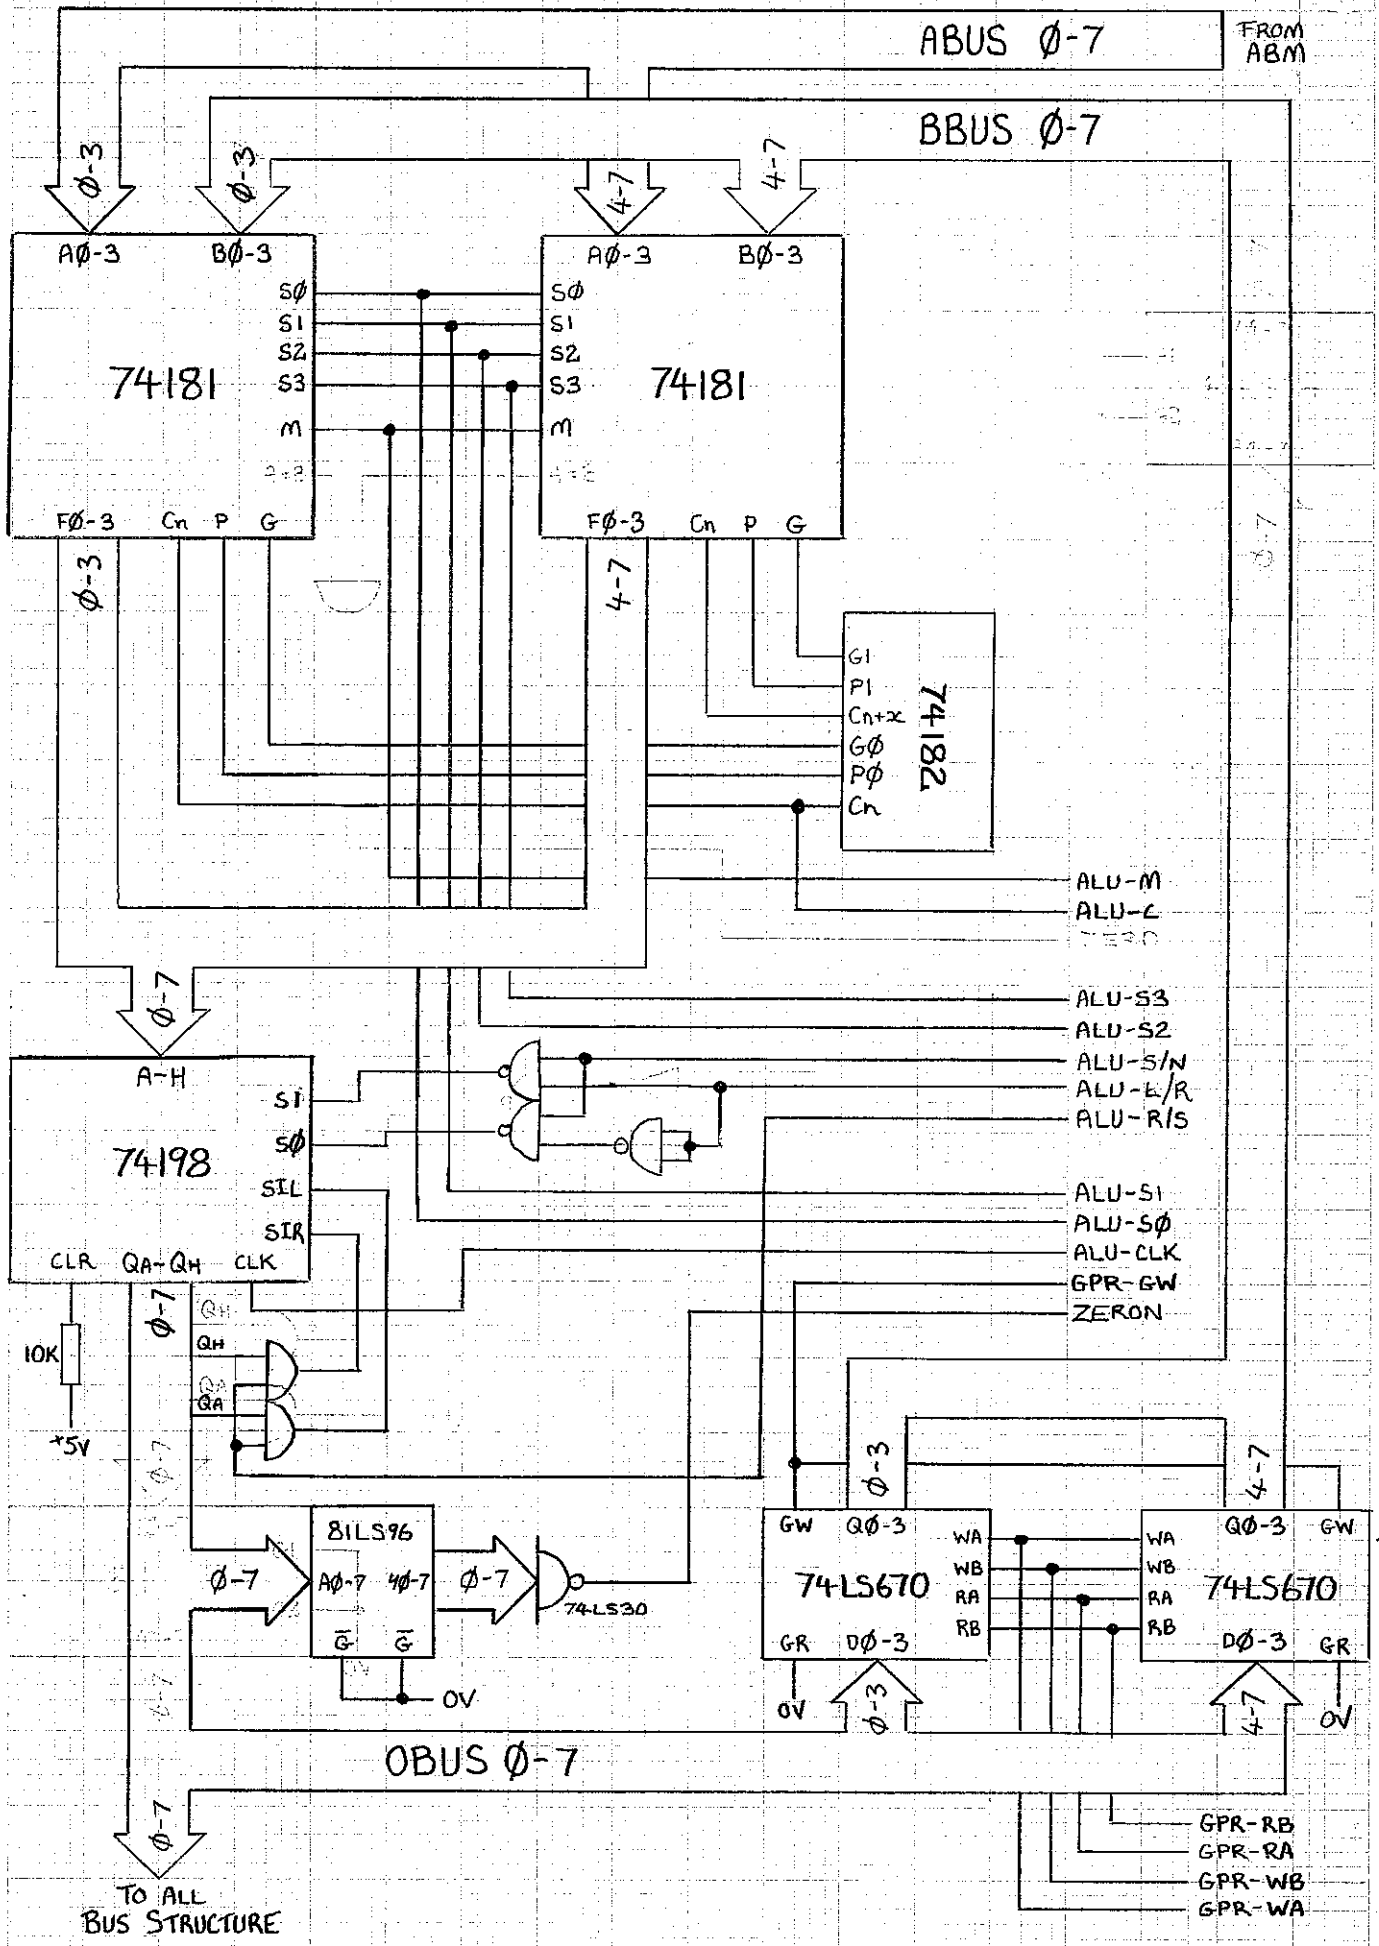 ABUS Ø-7
FROM
ABM
BBUS Ø-7
Ø-3
Ø-3
4-7
4-7
AØ-3
BØ-3
AØ-3
BØ-3
SØ
S1
S2
S3
M
SØ
S1
S2
S3
M
74181
74181
FØ-3
Cn
P
G
FØ-3
Cn
P
G
Ø-3
4-7
G1
P1
Cn+x
GØ
PØ
Cn
74182
ALU-M
ALU-C
ZERO
Ø-7
ALU-S3
ALU-S2
ALU-S/N
ALU-L/R
ALU-R/S
ALU-S1
ALU-SØ
ALU-CLK
GPR-GW
ZERON
A-H
S1
SØ
SIL
SIR
74198
CLR
QA-QH
CLK
Ø-7
QH
QH
QA
QA
10K
+5V
Ø-7
Ø-3
4-7
81LS96
AØ-7
YØ-7
G
G
0V
Ø-7
Ø-7
74LS30
GW
QØ-3
WA
WB
RA
RB
74LS670
GR
DØ-3
0V
Ø-3
WA
WB
RA
RB
QØ-3
GW
74LS670
DØ-3
GR
4-7
0V
OBUS Ø-7
Ø-7
TO ALL
BUS STRUCTURE
GPR-RB
GPR-RA
GPR-WB
GPR-WA